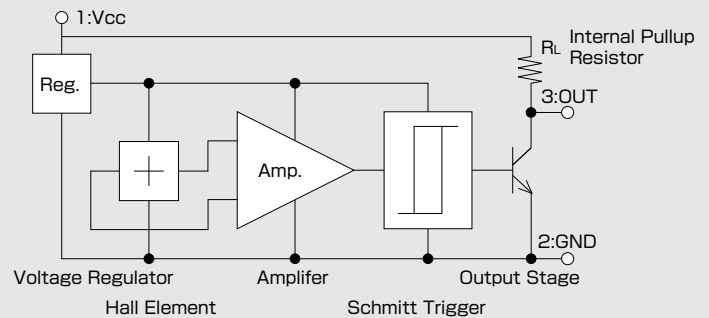 1:Vcc
RL
Internal Pullup
Resistor
Reg.
3:OUT
Amp.
2:GND
Voltage Regulator
Amplifer
Output Stage
Hall Element
Schmitt Trigger